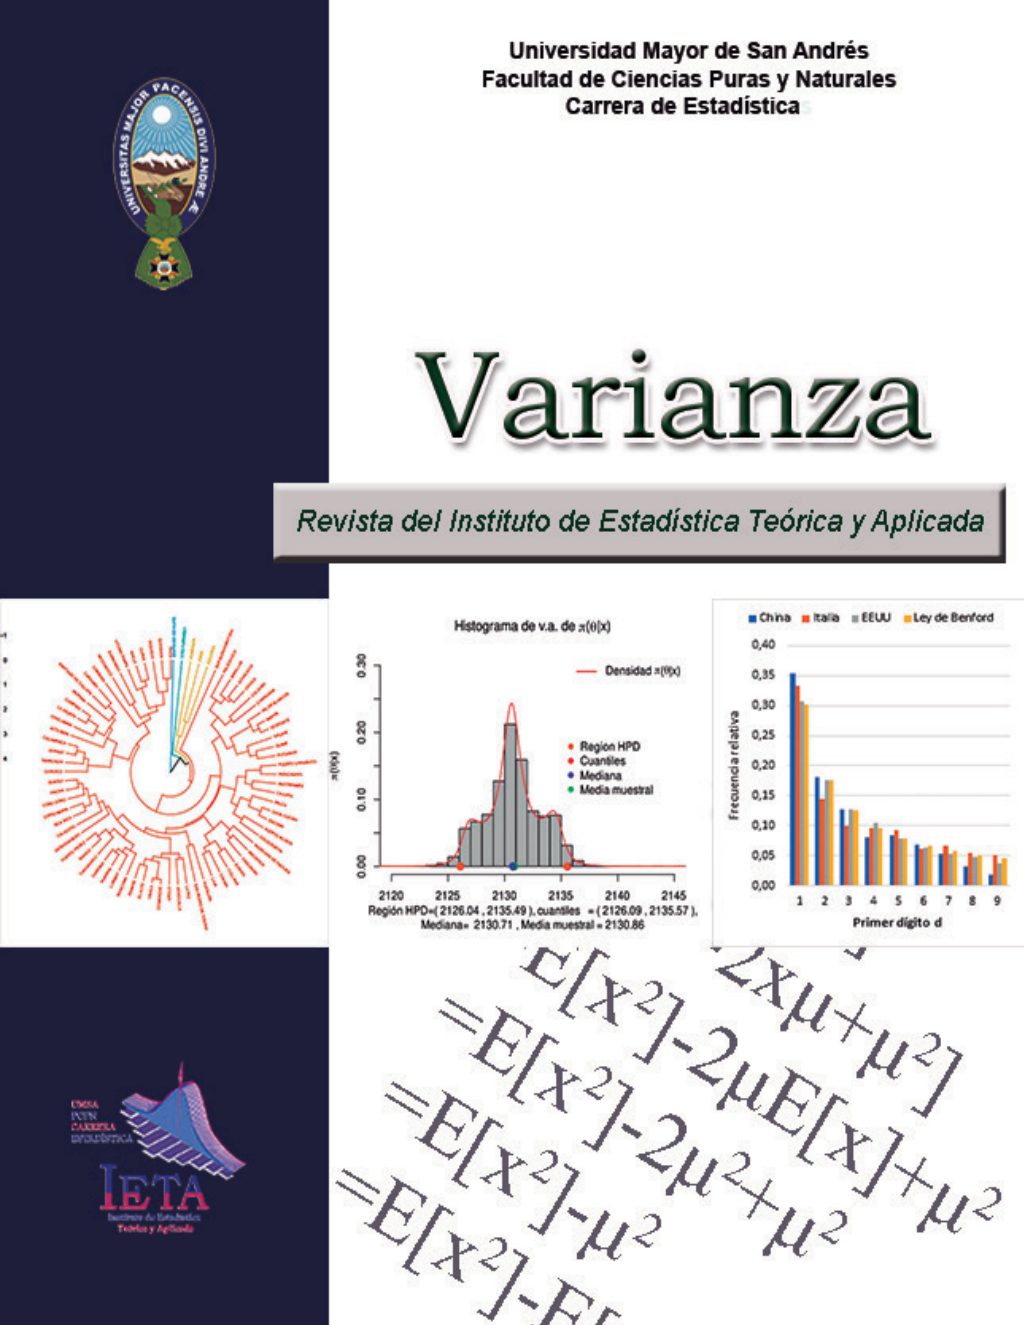 Universidad Mayor de San Andrés
Facultad de Ciencias Puras y Naturales
Carrera de Estadística
UNIVERSITAS MAJOR PACENSIS DIVI ANDRE Æ
Varianza
Revista del Instituto de Estadística Teórica y Aplicada
Histograma de v.a. de π(θ|x)
Densidad π(θ|x)
π(θ|x)
0.30
0.20
0.10
0.00
Región HPD
Cuantiles
Mediana
Media muestral
2120 2125 2130 2135 2140 2145
Región HPD=( 2126.04 , 2135.49 ), cuantiles = ( 2126.09 , 2135.57 ),
Mediana= 2130.71 , Media muestral = 2130.86
China Italia EEUU Ley de Benford
Frecuencia relativa
0,40
0,35
0,30
0,25
0,20
0,15
0,10
0,05
0,00
1 2 3 4 5 6 7 8 9
Primer dígito d
2xμ+μ²]
E[x²]-2μE[x]+μ²
=E[x²]-2μ²+μ²
=E[x²]-μ²
=E[x²]-E[
UMSA
FCPN
CARRERA
ESTADÍSTICA
IETA
Instituto de Estadística
Teórica y Aplicada